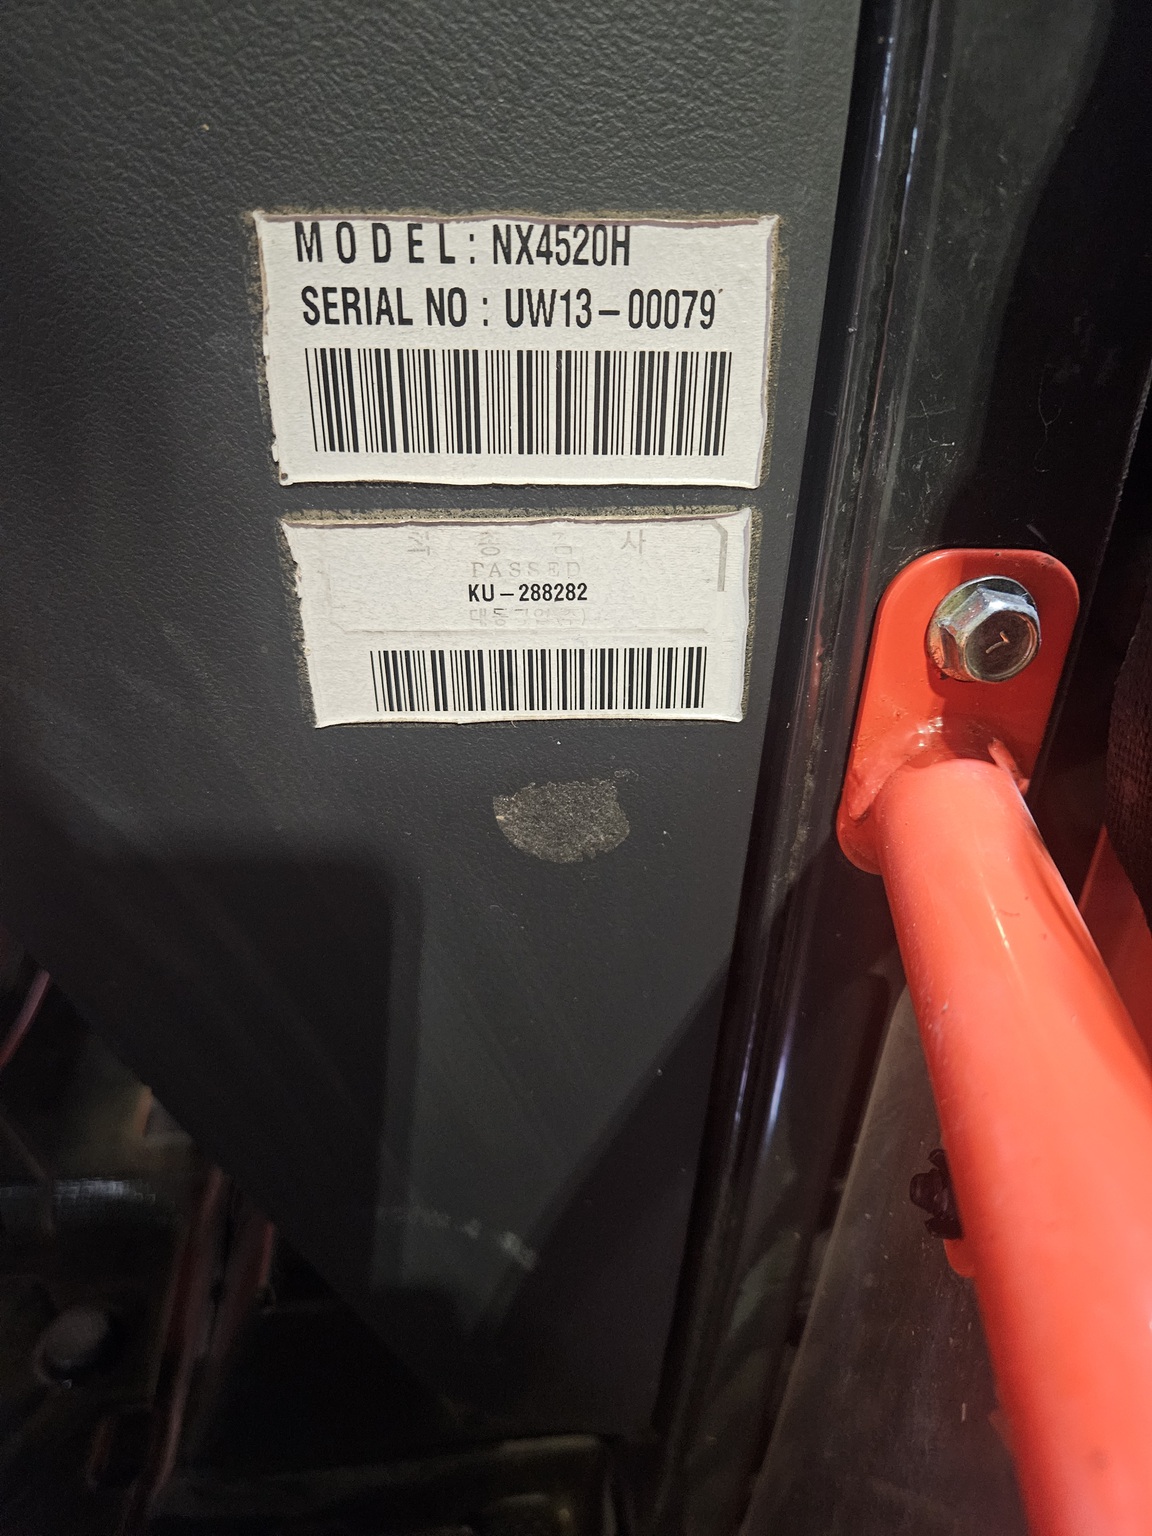 MODEL: NX4520H
SERIAL NO : UW13-00079
PASSED
KU-288282